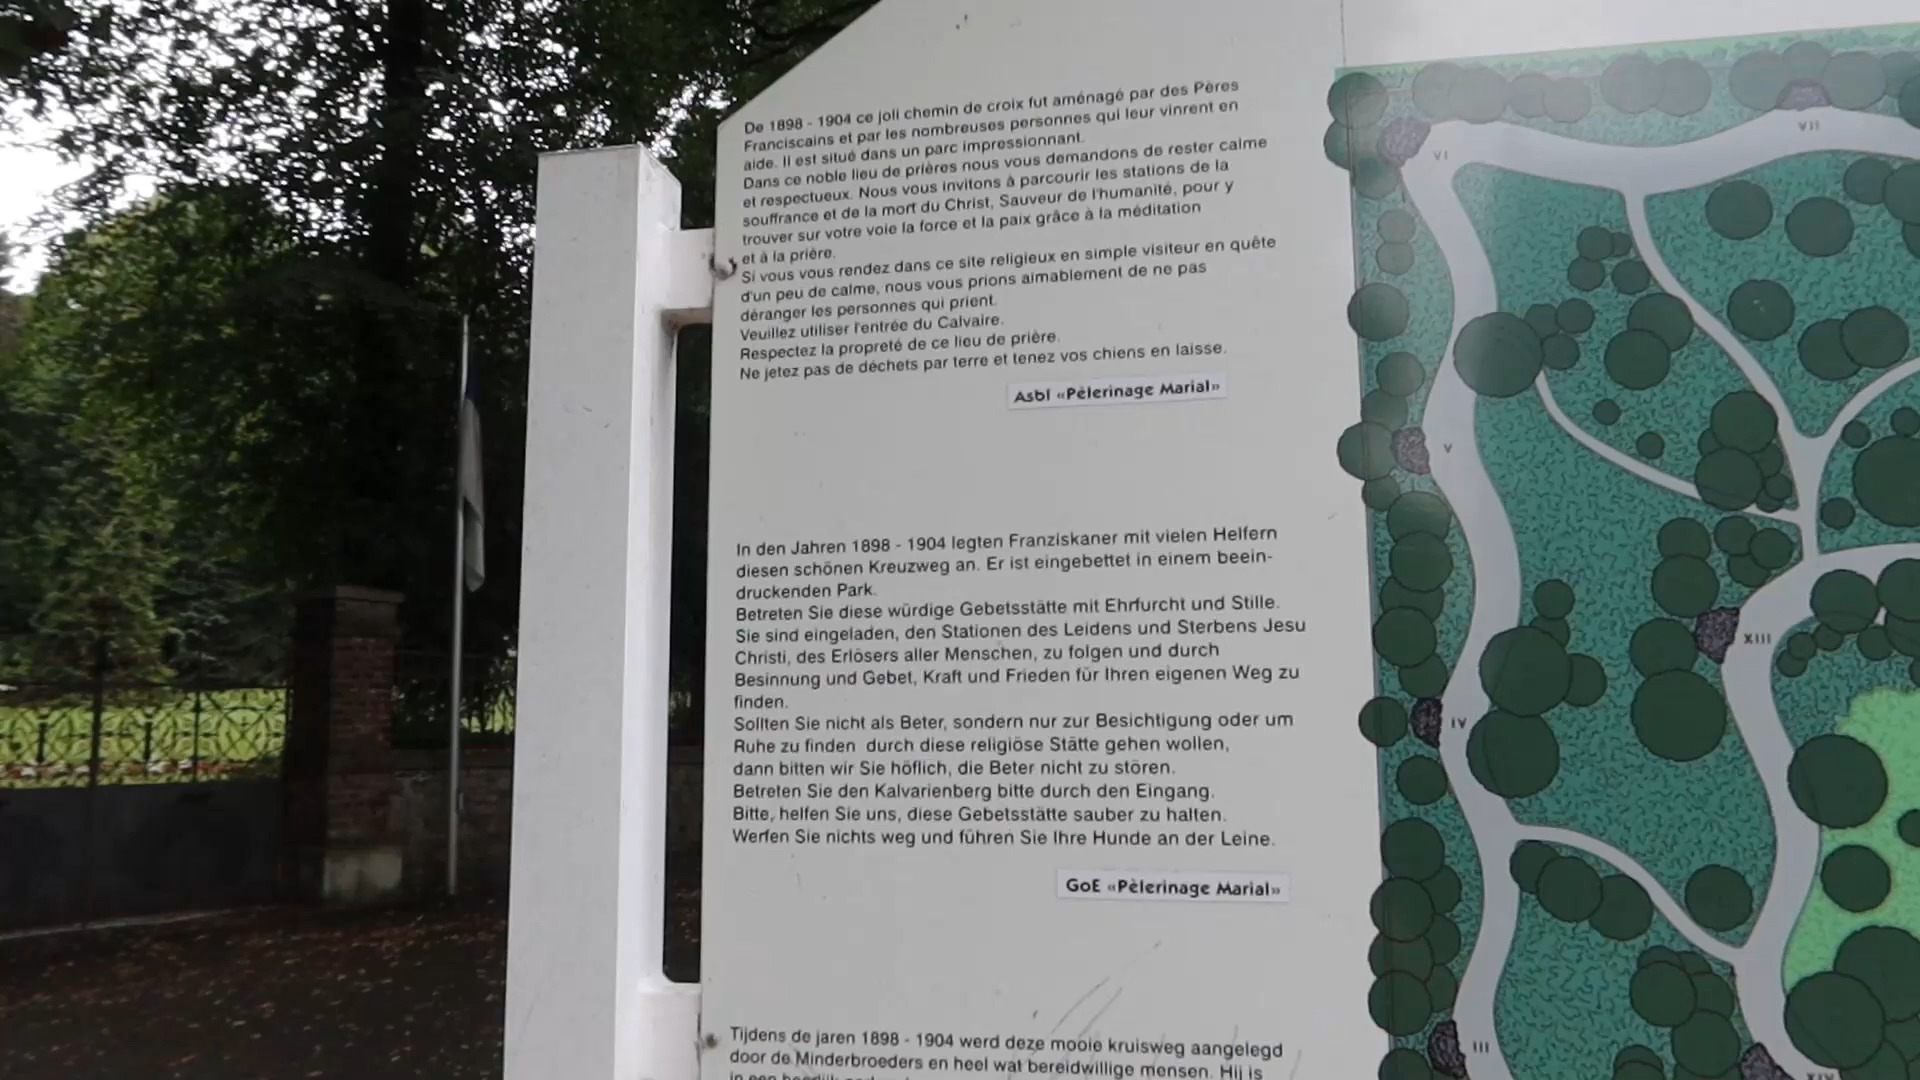 De 1898 - 1904 ce joli chemin de croix fut aménagé par des Pères
Franciscains et par les nombreuses personnes qui leur vinrent en
aide. Il est situé dans un parc impressionnant.
Dans ce noble lieu de prières nous vous demandons de rester calme
et respectueux. Nous vous invitons à parcourir les stations de la
souffrance et de la mort du Christ, Sauveur de l'humanité, pour y
trouver sur votre voie la force et la paix grâce à la méditation
et à la prière.
Si vous vous rendez dans ce site religieux en simple visiteur en quête
d'un peu de calme, nous vous prions aimablement de ne pas
déranger les personnes qui prient.
Veuillez utiliser l'entrée du Calvaire.
Respectez la propreté de ce lieu de prière.
Ne jetez pas de déchets par terre et tenez vos chiens en laisse.
Asbl «Pèlerinage Marial»
In den Jahren 1898 - 1904 legten Franziskaner mit vielen Helfern
diesen schönen Kreuzweg an. Er ist eingebettet in einem beein-
druckenden Park.
Betreten Sie diese würdige Gebetsstätte mit Ehrfurcht und Stille.
Sie sind eingeladen, den Stationen des Leidens und Sterbens Jesu
Christi, des Erlösers aller Menschen, zu folgen und durch
Besinnung und Gebet, Kraft und Frieden für Ihren eigenen Weg zu
finden.
Sollten Sie nicht als Beter, sondern nur zur Besichtigung oder um
Ruhe zu finden durch diese religiöse Stätte gehen wollen,
dann bitten wir Sie höflich, die Beter nicht zu stören.
Betreten Sie den Kalvarienberg bitte durch den Eingang.
Bitte, helfen Sie uns, diese Gebetsstätte sauber zu halten.
Werfen Sie nichts weg und führen Sie Ihre Hunde an der Leine.
GoE «Pèlerinage Marial»
Tijdens de jaren 1898 - 1904 werd deze mooie kruisweg aangelegd
door de Minderbroeders en heel wat bereidwillige mensen. Hij is
in een
VI
VII
V
XIII
IV
III
XIV